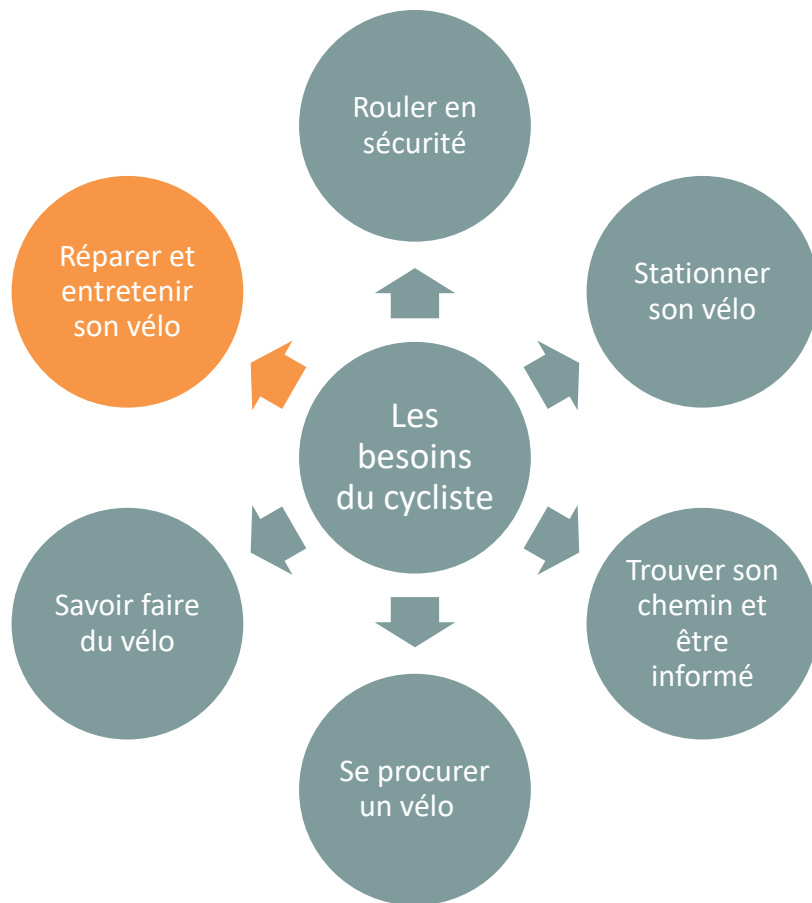 Rouler en
sécurité
Réparer et
entretenir
son vélo
Stationner
son vélo
Les
besoins
du cycliste
Savoir faire
du vélo
Trouver son
chemin et
être
informé
Se procurer
un vélo